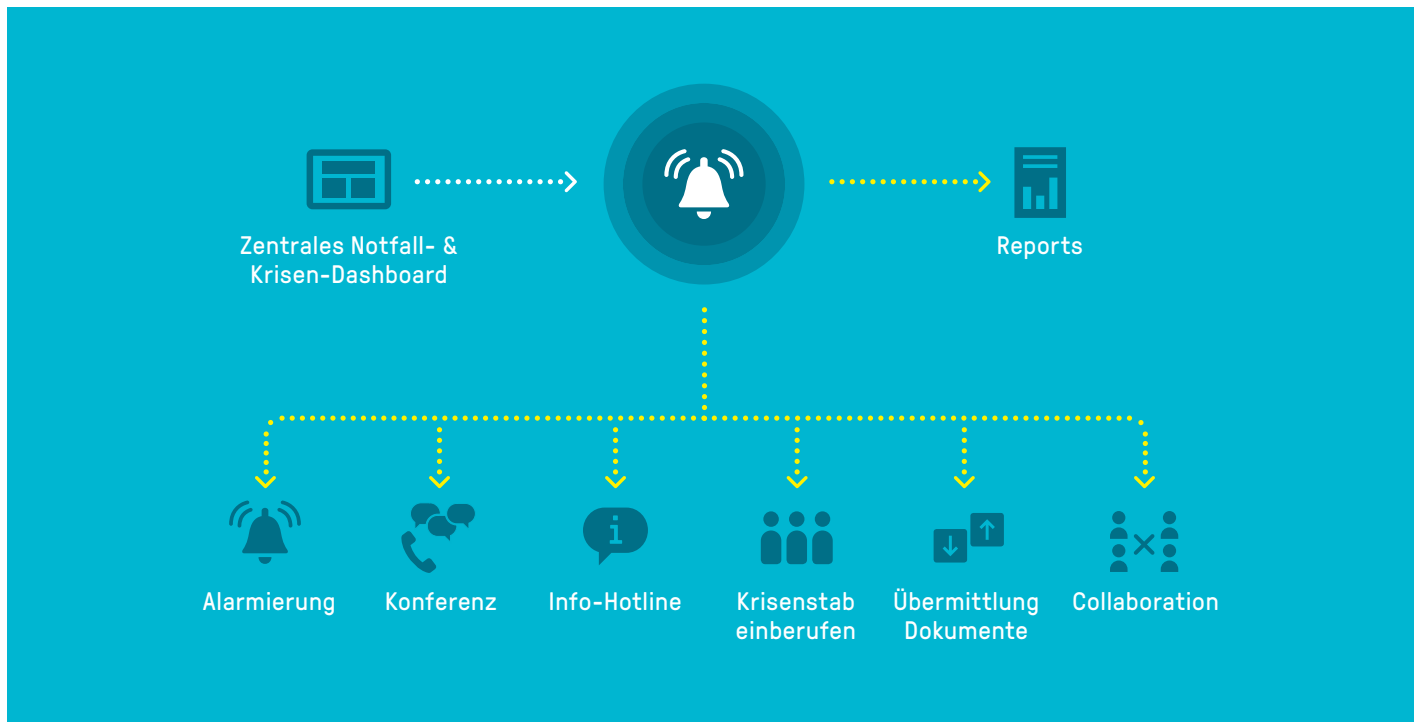 Zentrales Notfall- &
Krisen-Dashboard
Reports
Alarmierung
Konferenz
Info-Hotline
Krisenstab
einberufen
Übermittlung
Dokumente
Collaboration